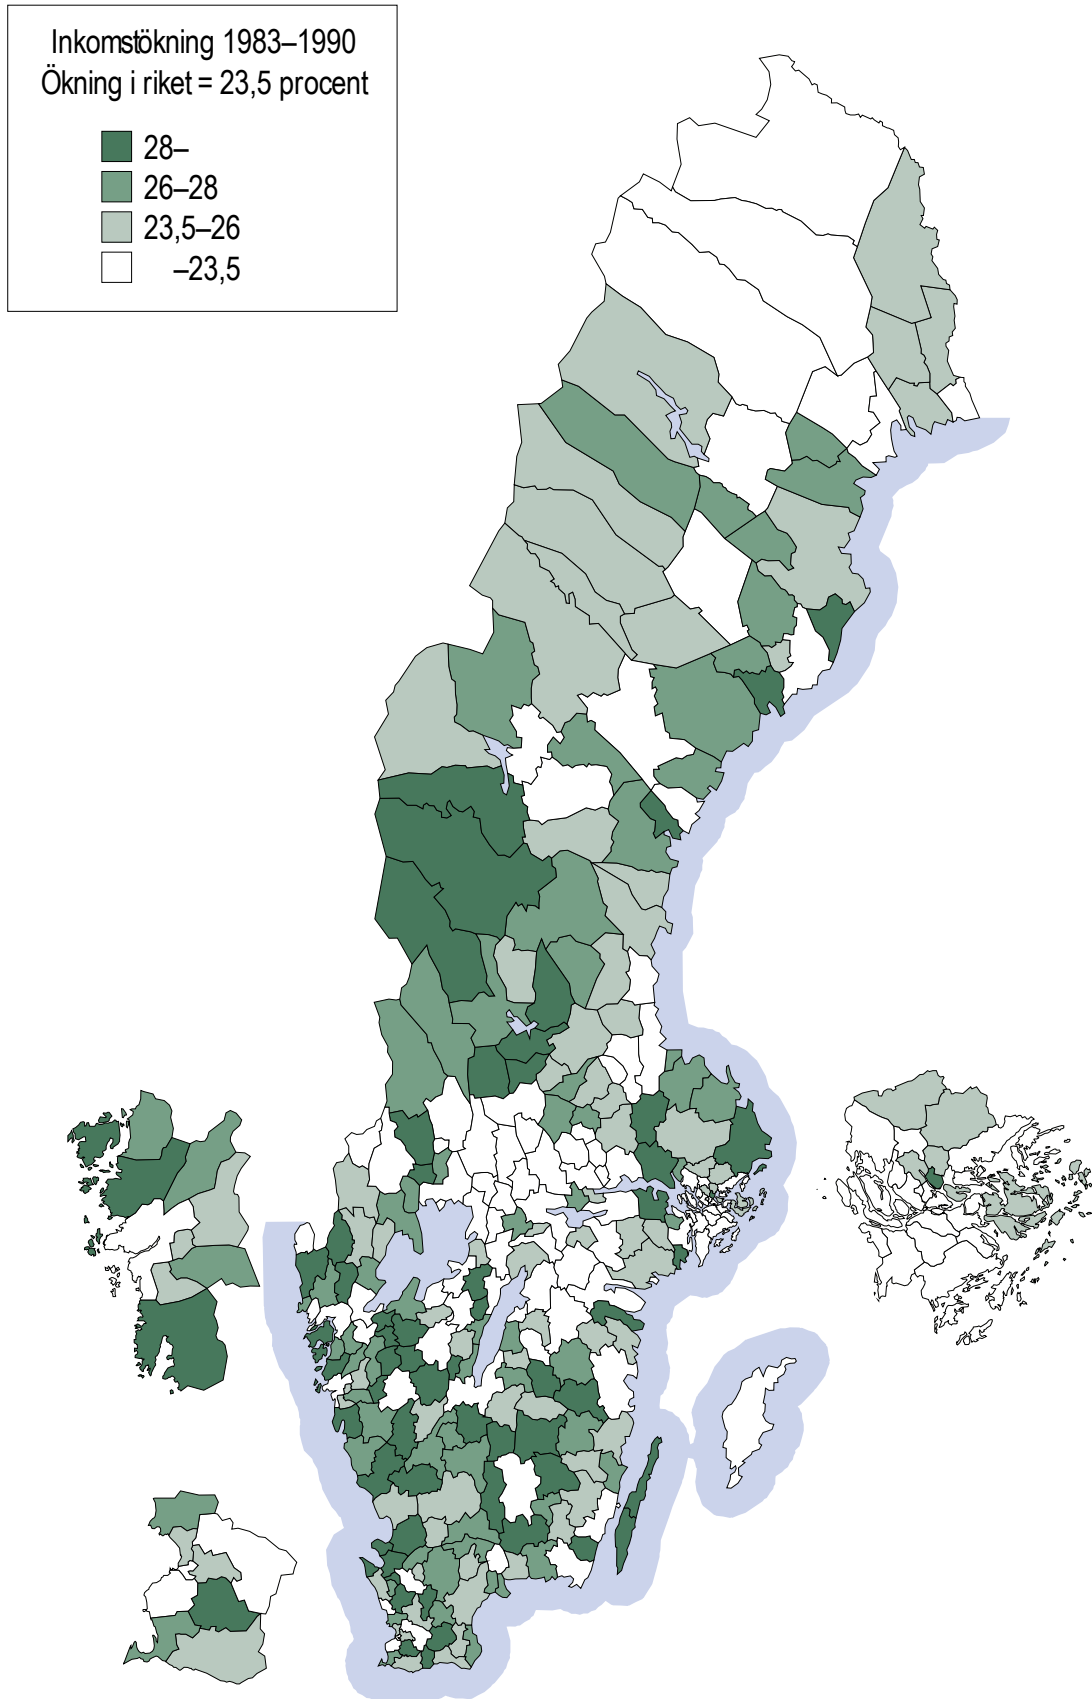 Inkomstökning 1983–1990
Ökning i riket = 23,5 procent
28–
26–28
23,5–26
–23,5